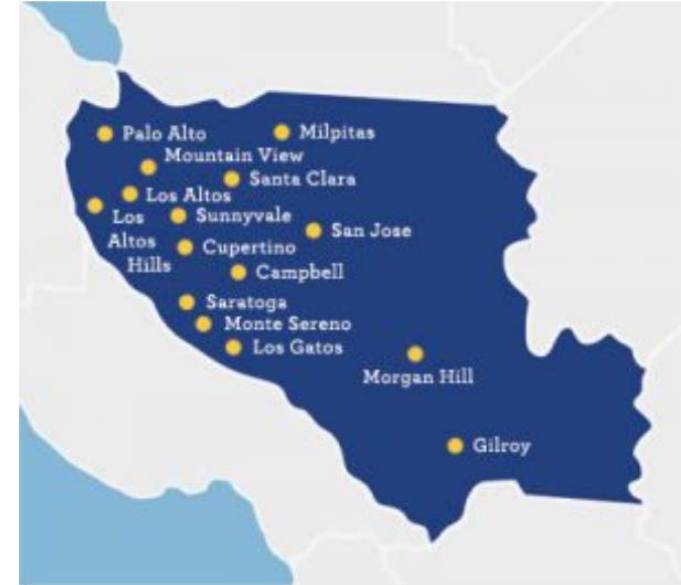 Palo Alto
Milpitas
Mountain View
Santa Clara
Los Altos
Los
Altos
Hills
Sunnyvale
San Jose
Cupertino
Campbell
Saratoga
Monte Sereno
Los Gatos
Morgan Hill
Gilroy